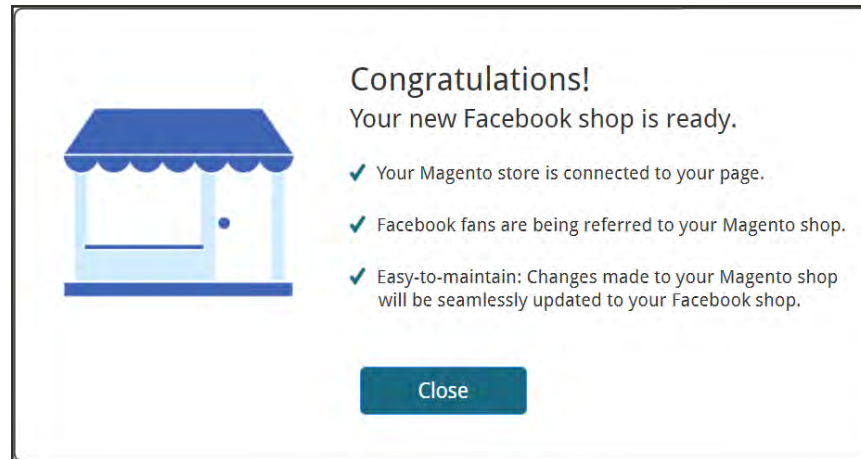 Congratulations!
Your new Facebook shop is ready.
Your Magento store is connected to your page.
Facebook fans are being referred to your Magento shop.
Easy-to-maintain: Changes made to your Magento shop
will be seamlessly updated to your Facebook shop.
Close